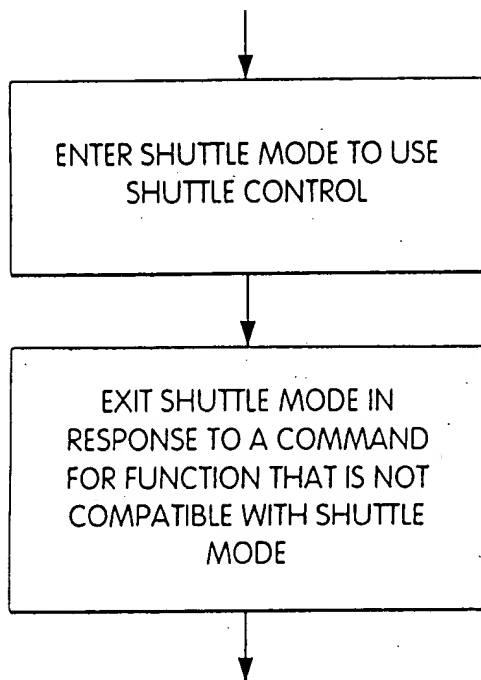 ENTER SHUTTLE MODE TO USE
SHUTTLE CONTROL
EXIT SHUTTLE MODE IN
RESPONSE TO A COMMAND
FOR FUNCTION THAT IS NOT
COMPATIBLE WITH SHUTTLE
MODE